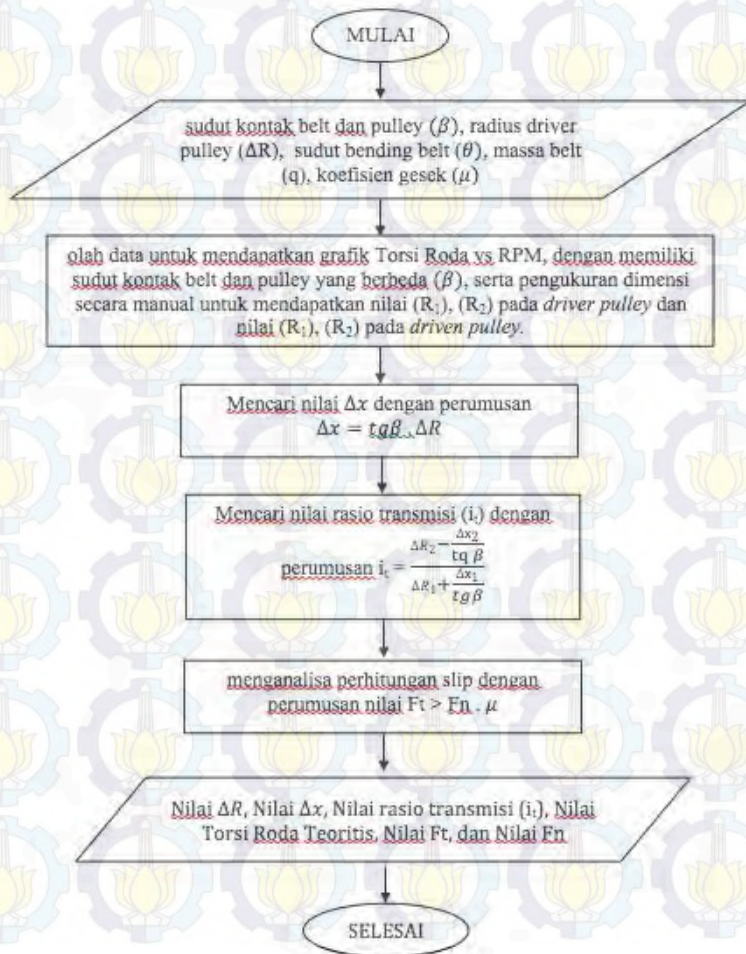 MULAI
sudut kontak belt dan pulley (β), radius driver
pulley (ΔR), sudut bending belt (θ), massa belt
(q), koefisien gesek (μ)
olah data untuk mendapatkan grafik Torsi Roda vs RPM, dengan memiliki
sudut kontak belt dan pulley yang berbeda (β), serta pengukuran dimensi
secara manual untuk mendapatkan nilai (R₁), (R₂) pada driver pulley dan
nilai (R₁), (R₂) pada driven pulley.
Mencari nilai Δx dengan perumusan
Δx = tgβ . ΔR
Mencari nilai rasio transmisi (iₜ) dengan
perumusan iₜ = (ΔR₂ − Δx₂/tq β) / (ΔR₁ + Δx₁/tgβ)
menganalisa perhitungan slip dengan
perumusan nilai Ft > Fn . μ
Nilai ΔR, Nilai Δx, Nilai rasio transmisi (iₜ), Nilai
Torsi Roda Teoritis, Nilai Ft, dan Nilai Fn
SELESAI